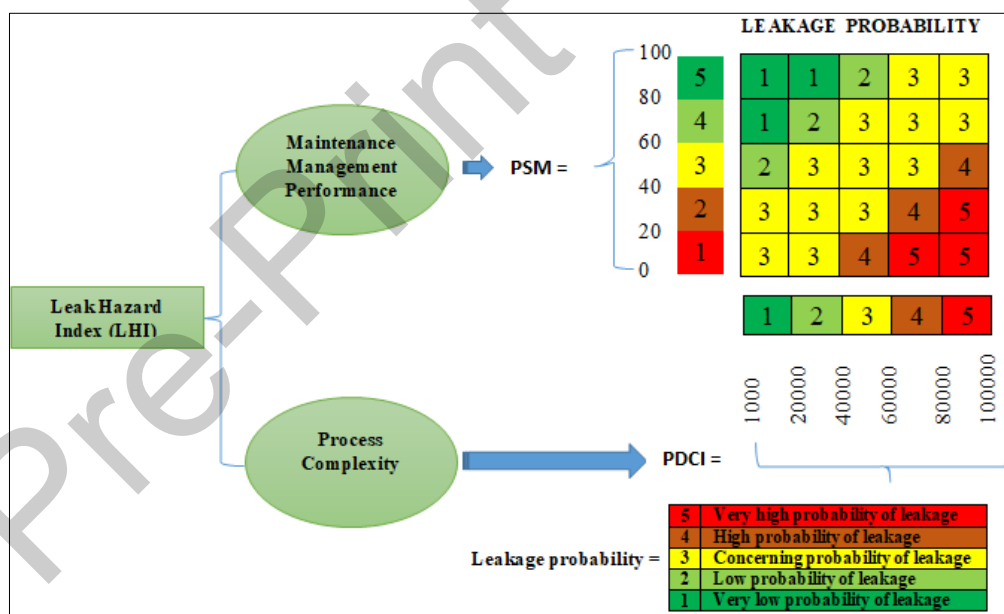 LEAKAGE PROBABILITY
100
80
60
40
20
0
5
4
3
2
1
1 1 2 3 3
1 2 3 3 3
2 3 3 3 4
3 3 3 4 5
3 3 4 5 5
1 2 3 4 5
1000
20000
40000
60000
80000
100000
Maintenance
Management
Performance
PSM =
Leak Hazard
Index (LHI)
Process
Complexity
PDCI =
Leakage probability =
5 Very high probability of leakage
4 High probability of leakage
3 Concerning probability of leakage
2 Low probability of leakage
1 Very low probability of leakage
Pre-Print